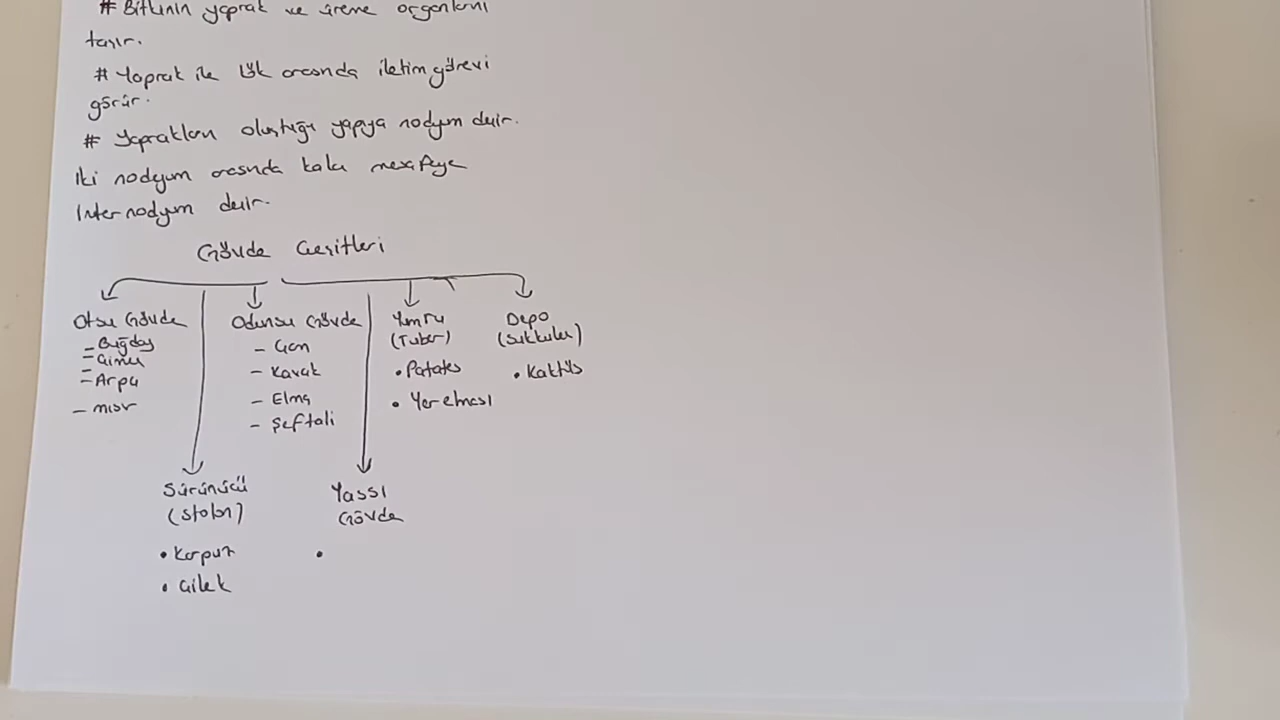 # Bitkinin yaprak ve üreme organlarını
taşır.
# Yaprak ile kök arasında iletim görevi
görür.
# Yaprakların oluştuğu yapıya nodyum denir.
İki nodyum arasında kalan mesafeye
İnternodyum denir.
Gövde Çeşitleri
Otsu Gövde
- Buğday
- Çimen
- Arpa
- mısır
Odunsu Gövde
- Çam
- Kavak
- Elma
- Şeftali
Yumru
(Tuber)
• Patates
• Yer elması
Depo
(Sukkulent)
• Kaktüs
Sürünücü
(Stolon)
• Karpuz
• Çilek
Yassı
Gövde
•